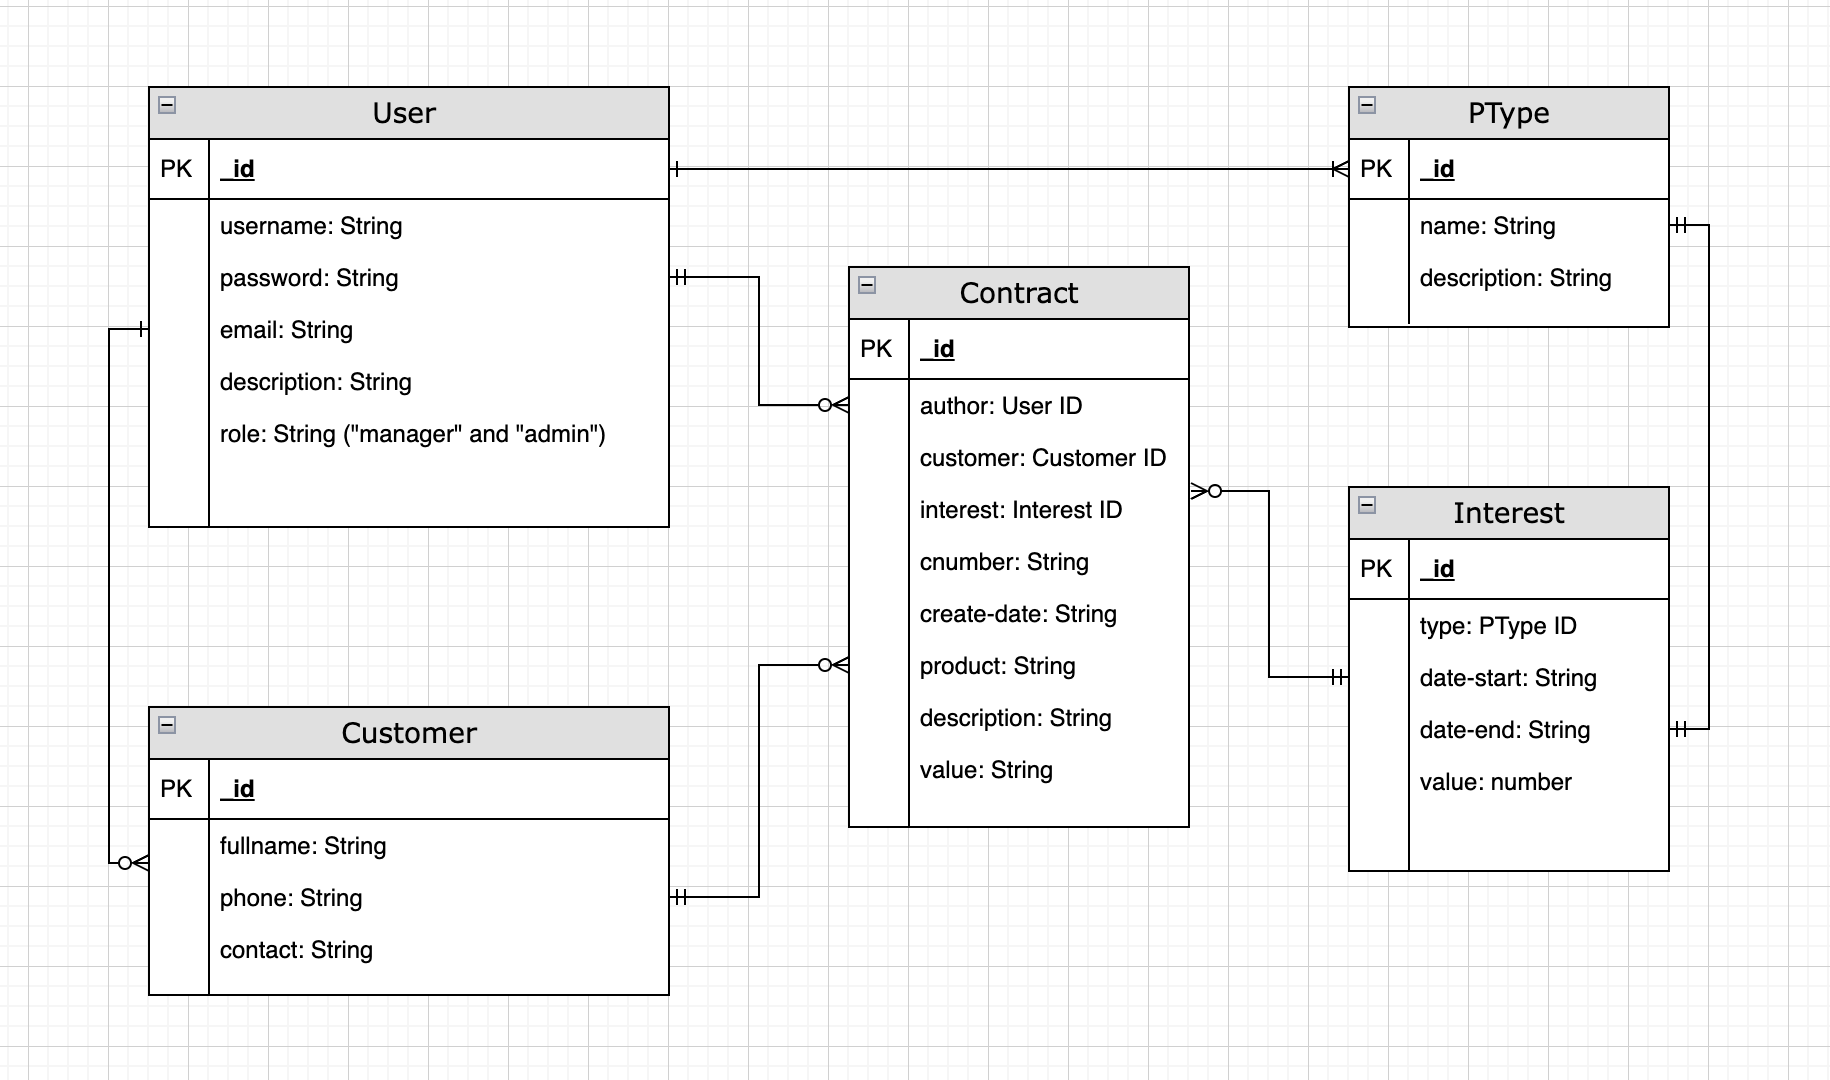 User
PK _id
username: String
password: String
email: String
description: String
role: String ("manager" and "admin")
Customer
PK _id
fullname: String
phone: String
contact: String
Contract
PK _id
author: User ID
customer: Customer ID
interest: Interest ID
cnumber: String
create-date: String
product: String
description: String
value: String
PType
PK _id
name: String
description: String
Interest
PK _id
type: PType ID
date-start: String
date-end: String
value: number